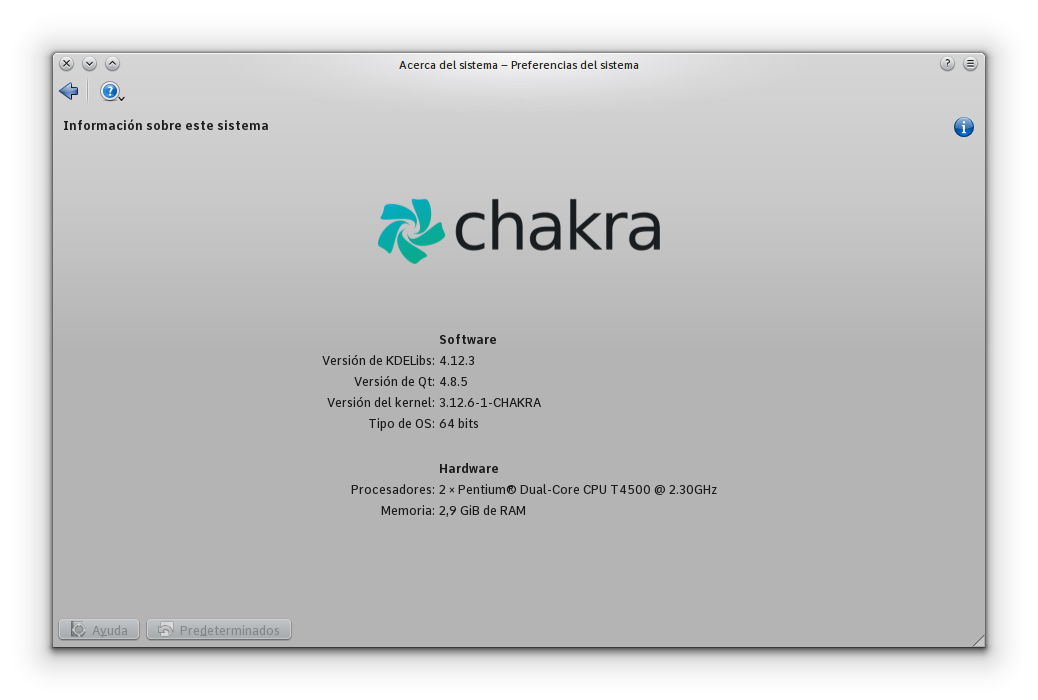 Acerca del sistema – Preferencias del sistema
Información sobre este sistema
chakra
Software
Versión de KDELibs: 4.12.3
Versión de Qt: 4.8.5
Versión del kernel: 3.12.6-1-CHAKRA
Tipo de OS: 64 bits
Hardware
Procesadores: 2 × Pentium® Dual-Core CPU T4500 @ 2.30GHz
Memoria: 2,9 GiB de RAM
Ayuda Predeterminados